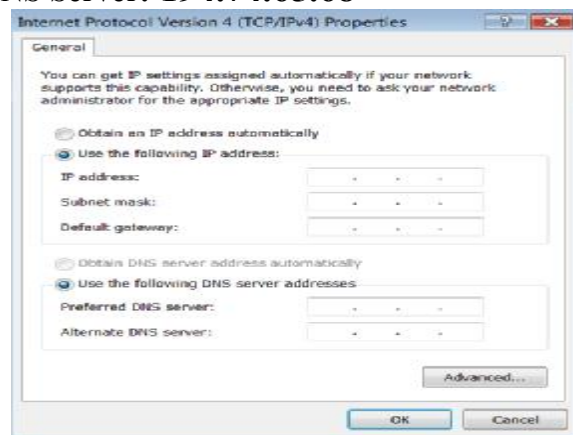 Internet Protocol Version 4 (TCP/IPv4) Properties
General
You can get IP settings assigned automatically if your network
supports this capability. Otherwise, you need to ask your network
administrator for the appropriate IP settings.
Obtain an IP address automatically
Use the following IP address:
IP address:
Subnet mask:
Default gateway:
Obtain DNS server address automatically
Use the following DNS server addresses
Preferred DNS server:
Alternate DNS server:
Advanced...
OK Cancel